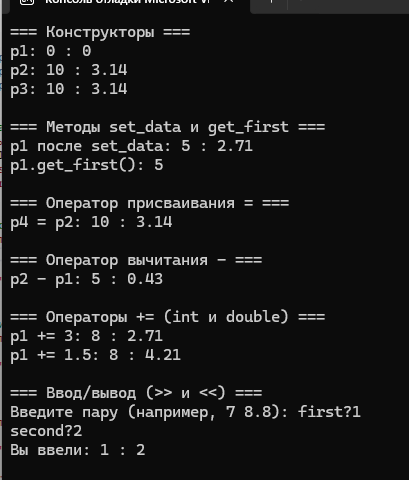 Консоль отладки Microsoft Vi
=== Конструкторы ===
p1: 0 : 0
p2: 10 : 3.14
p3: 10 : 3.14
=== Методы set_data и get_first ===
p1 после set_data: 5 : 2.71
p1.get_first(): 5
=== Оператор присваивания = ===
p4 = p2: 10 : 3.14
=== Оператор вычитания - ===
p2 - p1: 5 : 0.43
=== Операторы += (int и double) ===
p1 += 3: 8 : 2.71
p1 += 1.5: 8 : 4.21
=== Ввод/вывод (>> и <<) ===
Введите пару (например, 7 8.8): first?1
second?2
Вы ввели: 1 : 2